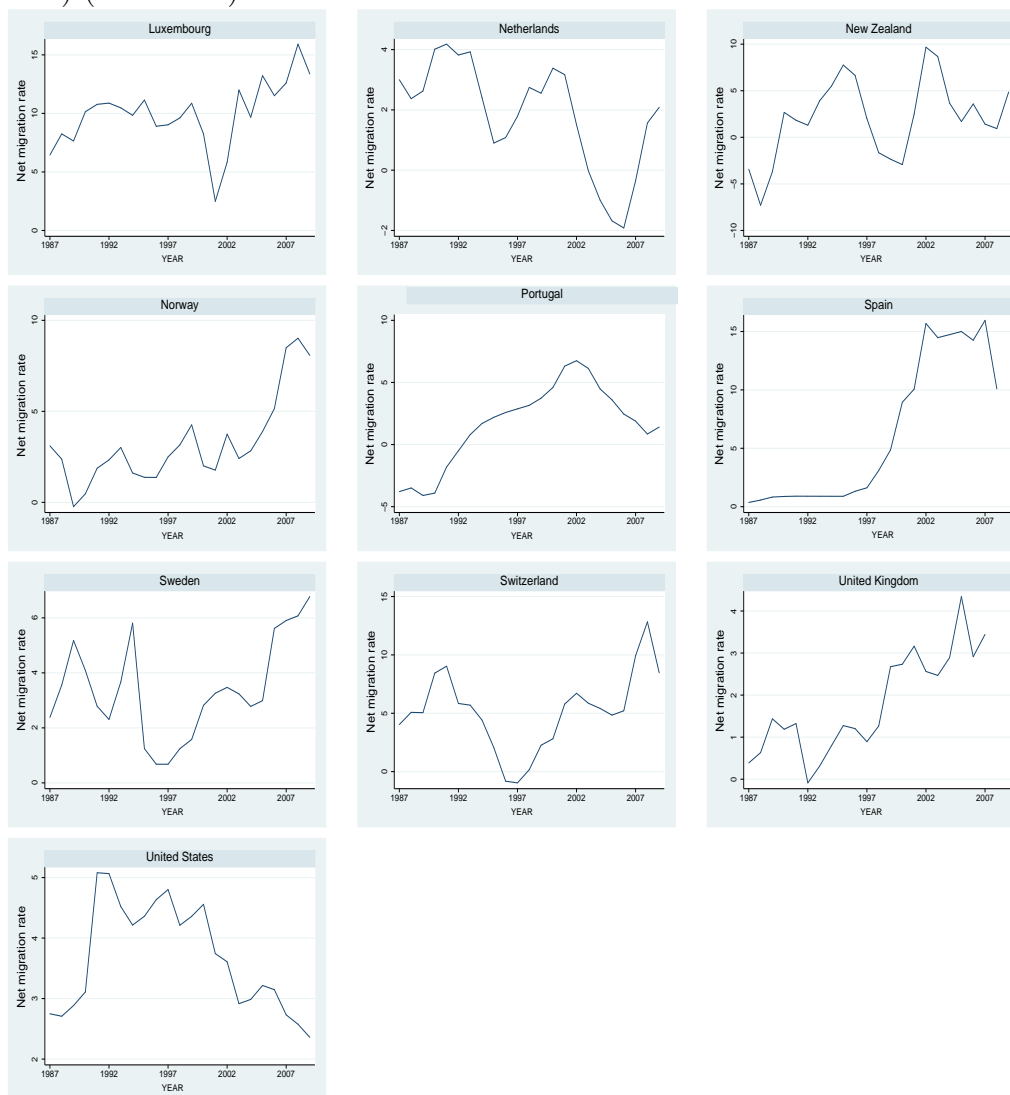 Luxembourg
Net migration rate
15
10
5
0
1987 1992 1997 2002 2007
YEAR
Netherlands
Net migration rate
4
2
0
−2
1987 1992 1997 2002 2007
YEAR
New Zealand
Net migration rate
10
5
0
−5
−10
1987 1992 1997 2002 2007
YEAR
Norway
Net migration rate
10
5
0
1987 1992 1997 2002 2007
YEAR
Portugal
Net migration rate
10
5
0
−5
1987 1992 1997 2002 2007
YEAR
Spain
Net migration rate
15
10
5
0
1987 1992 1997 2002 2007
YEAR
Sweden
Net migration rate
6
4
2
0
1987 1992 1997 2002 2007
YEAR
Switzerland
Net migration rate
15
10
5
0
1987 1992 1997 2002 2007
YEAR
United Kingdom
Net migration rate
4
3
2
1
0
1987 1992 1997 2002 2007
YEAR
United States
Net migration rate
5
4
3
2
1987 1992 1997 2002 2007
YEAR